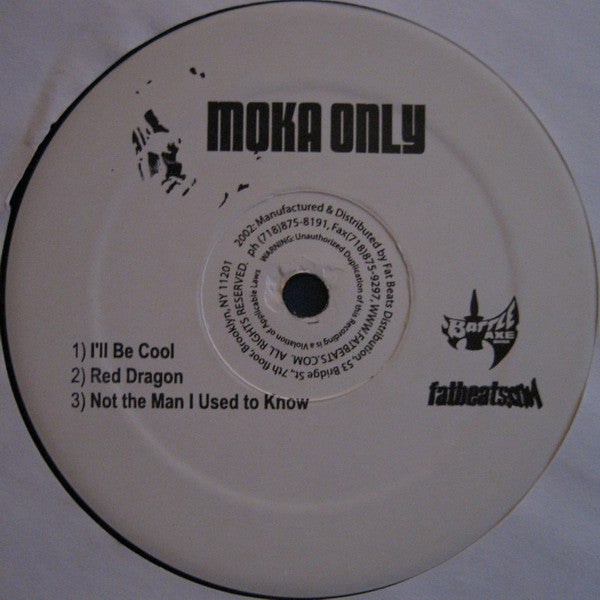 MOKA ONLY
2002: Manufactured & Distributed by Fat Beats Distribution. 53 Bridge St, 7th floor, Brooklyn, NY 11201
ph (718)875-8191, Fax(718)875-9297, WWW.FATBEATS.COM. ALL RIGHTS RESERVED.
WARNING: Unauthorized Duplication of this Recording is a Violation of Applicable Laws
1) I'll Be Cool
2) Red Dragon
3) Not the Man I Used to Know
BATTLE
AXE
fatbeats.com